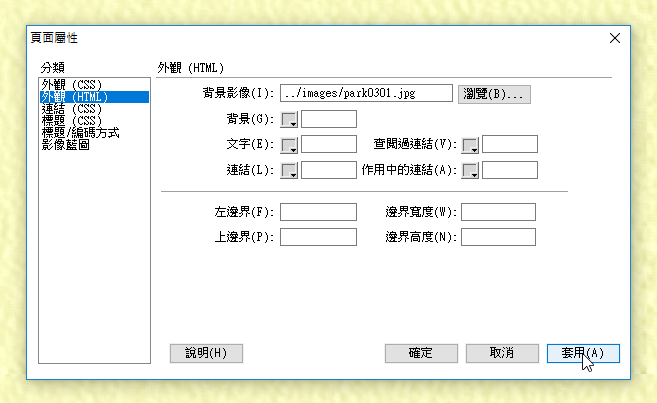 頁面屬性
分類
外觀 (CSS)
外觀 (HTML)
連結 (CSS)
標題 (CSS)
標題/編碼方式
影像藍圖
外觀 (HTML)
背景影像(I): ../images/park0301.jpg 瀏覽(B)...
背景(G):
文字(E): 查閱過連結(V):
連結(L): 作用中的連結(A):
左邊界(F): 邊界寬度(W):
上邊界(P): 邊界高度(N):
說明(H) 確定 取消 套用(A)